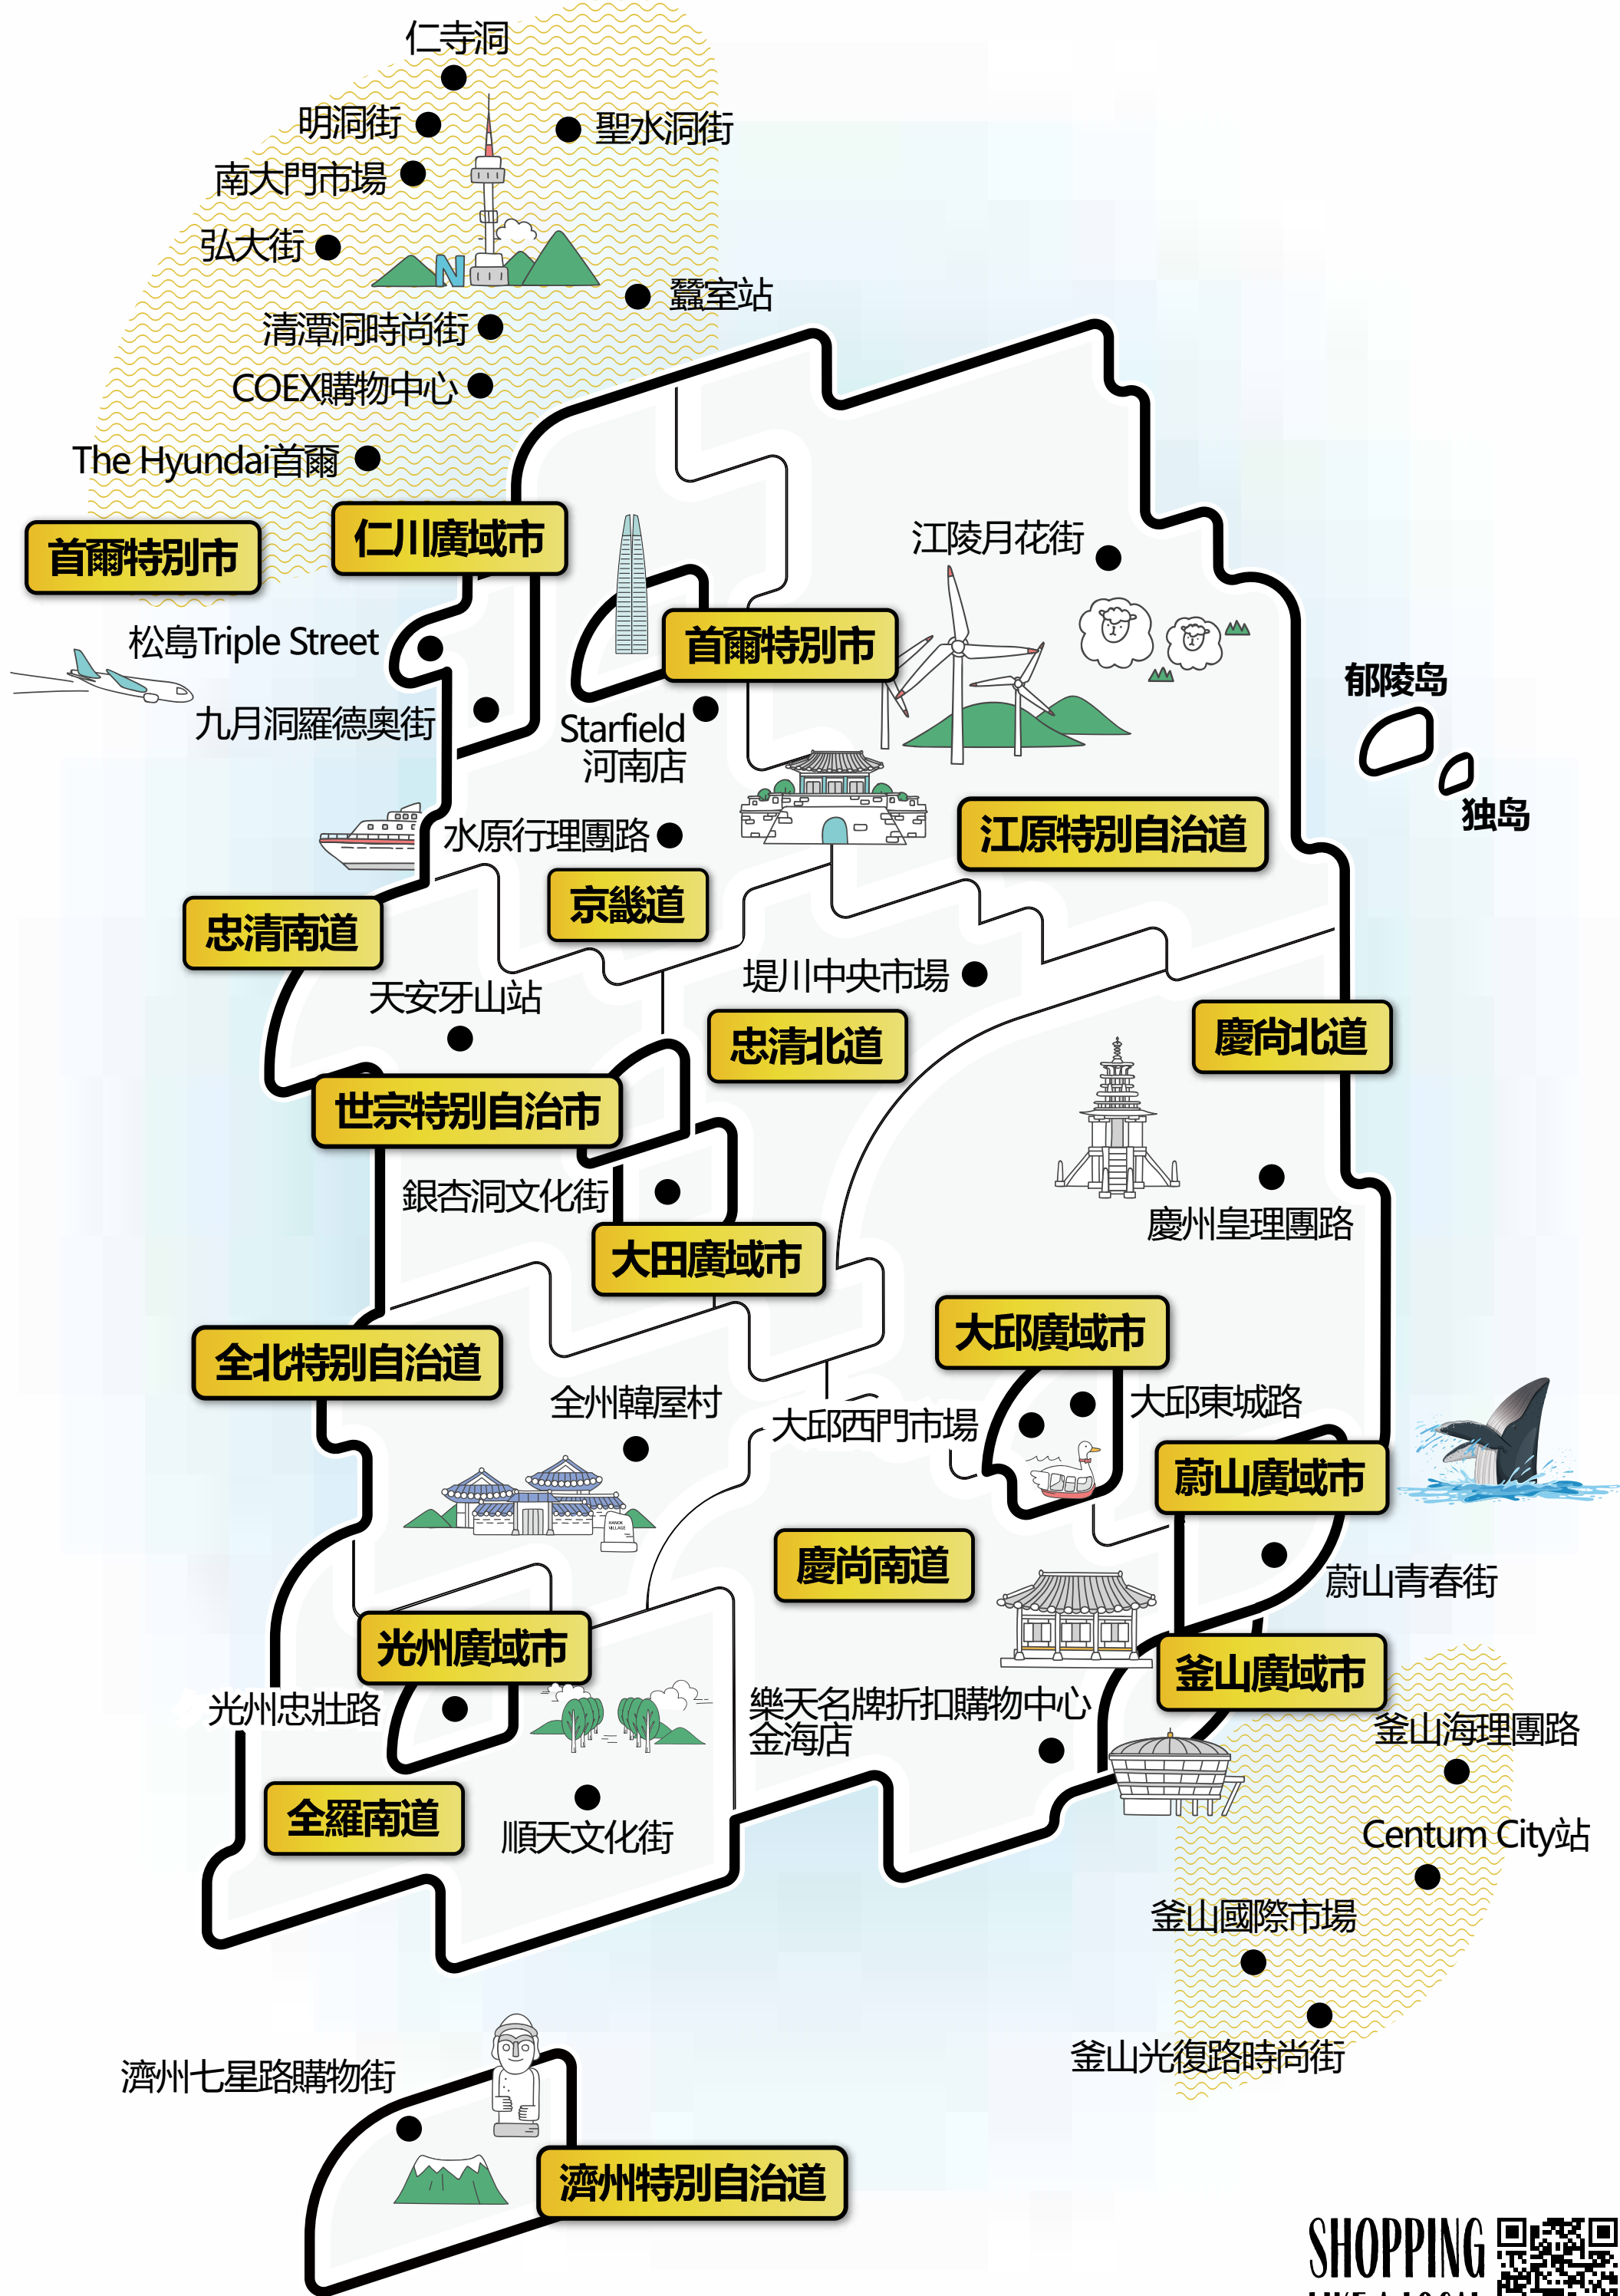 仁寺洞
明洞街
聖水洞街
南大門市場
弘大街
蠶室站
清潭洞時尚街
COEX購物中心
The Hyundai首爾
N
首爾特別市
仁川廣域市
江陵月花街
松島Triple Street
首爾特別市
郁陵岛
九月洞羅德奧街
Starfield
河南店
独岛
水原行理團路
江原特別自治道
京畿道
忠清南道
堤川中央市場
天安牙山站
忠清北道
慶尚北道
世宗特别自治市
銀杏洞文化街
慶州皇理團路
大田廣域市
大邱廣域市
全北特別自治道
全州韓屋村
大邱西門市場
大邱東城路
蔚山廣域市
HANOK
VILLAGE
慶尚南道
蔚山青春街
光州廣域市
釜山廣域市
光州忠壯路
樂天名牌折扣購物中心
金海店
釜山海理團路
全羅南道
順天文化街
Centum City站
釜山國際市場
釜山光復路時尚街
濟州七星路購物街
濟州特別自治道
SHOPPING